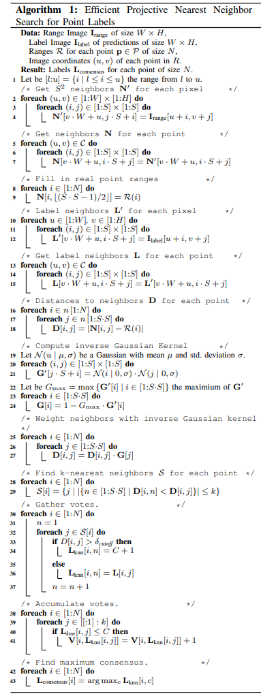 Algorithm 1: Efficient Projective Nearest Neighbor
Search for Point Labels
Data: Range Image I_range of size W × H,
Label Image I_label of predictions of size W × H,
Ranges R for each point p ∈ P of size N,
Image coordinates (u, v) of each point in R.
Result: Labels L_consensus for each point of size N.
1 Let be [l:u] = {i | l ≤ i ≤ u} the range from l to u.
/* Get S² neighbors N' for each pixel */
2 foreach (u, v) ∈ [1:W] × [1:H] do
3 foreach (i, j) ∈ [1:S] × [1:S] do
4 N'[v · W + u, j · S + i] = I_range[u + i, v + j]
/* Get neighbors N for each point */
5 foreach (u, v) ∈ C do
6 foreach (i, j) ∈ [1:S] × [1:S] do
7 N[v · W + u, i · S + j] = N'[v · W + u, i · S + j]
/* Fill in real point ranges */
8 foreach i ∈ [1:N] do
9 N[i, ⌊(S · S − 1)/2⌋] = R(i)
/* Label neighbors L' for each pixel */
10 foreach u ∈ [1:W], v ∈ [1:H] do
11 foreach (i, j) ∈ [1:S] × [1:S] do
12 L'[v · W + u, i · S + j] = I_label[u + i, v + j]
/* Get label neighbors L for each point */
13 foreach (u, v) ∈ C do
14 foreach (i, j) ∈ [1:S] × [1:S] do
15 L[v · W + u, i · S + j] = L'[v · W + u, i · S + j]
/* Distances to neighbors D for each point */
16 foreach i ∈ n[1:N] do
17 foreach j ∈ n[1:S·S] do
18 D[i, j] = |N[i, j] − R(i)|
/* Compute inverse Gaussian Kernel */
19 Let N(u | μ, σ) be a Gaussian with mean μ and std. deviation σ.
20 foreach (i, j) ∈ [1:S] × [1:S] do
21 G'[j · S + i] = N(i | 0, σ) · N(j | 0, σ)
22 Let be G_max = max {G'[i] | i ∈ [1:S·S]} the maximium of G'
23 foreach i ∈ [1:S·S] do
24 G[i] = 1 − G_max · G'[i]
/* Weight neighbors with inverse Gaussian kernel
*/
25 foreach i ∈ [1:N] do
26 foreach j ∈ [1:S·S] do
27 D[i, j] = D[i, j] · G[j]
/* Find k-nearest neighbors S for each point */
28 foreach i ∈ [1:N] do
29 S[i] = {j | |{n ∈ [1:S·S] | D[i, n] < D[i, j]}| ≤ k}
/* Gather votes. */
30 foreach i ∈ [1:N] do
31 n = 1
32 foreach j ∈ S[i] do
33 if D[i, j] > δ_cutoff then
34 L_knn[i, n] = C + 1
35 else
36 L_knn[i, n] = L[i, j]
37 n = n + 1
/* Accumulate votes. */
38 foreach i ∈ [1:N] do
39 foreach j ∈ [[1] : k] do
40 if L_knn[i, j] ≤ C then
41 V[i, L_knn[i, j]] = V[i, L_knn[i, j]] + 1
/* Find maximum consensus. */
42 foreach i ∈ [1:N] do
43 L_consensus[i] = arg max_c L_knn[i, c]